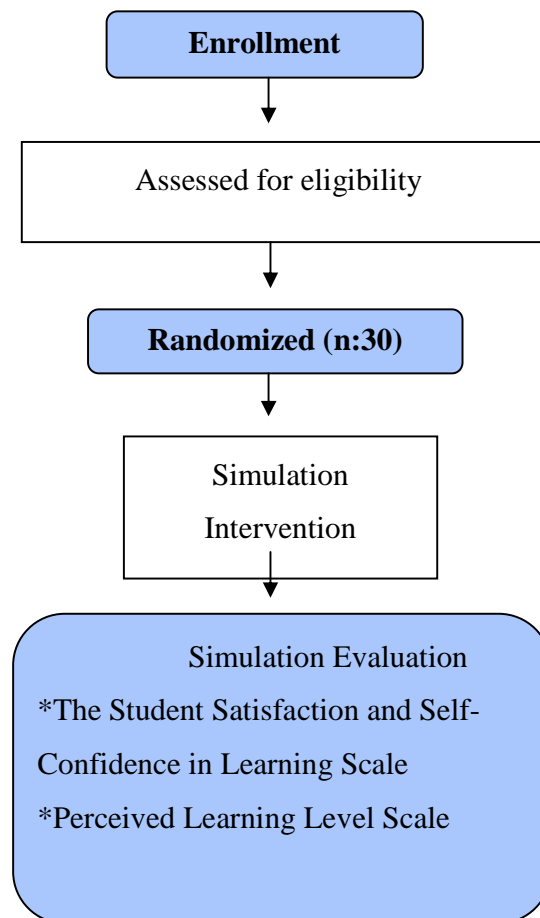 Enrollment
Assessed for eligibility
Randomized (n:30)
Simulation
Intervention
Simulation Evaluation
*The Student Satisfaction and Self-
Confidence in Learning Scale
*Perceived Learning Level Scale